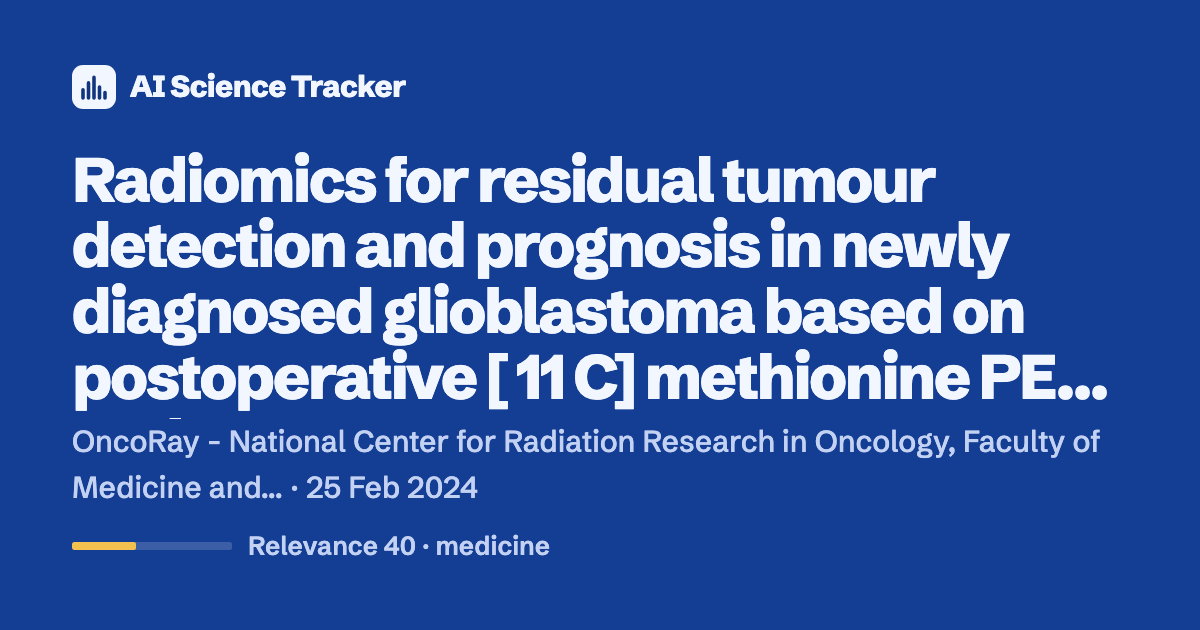 AI Science Tracker
Radiomics for residual tumour
detection and prognosis in newly
diagnosed glioblastoma based on
postoperative [ 11 C] methionine PE...
OncoRay – National Center for Radiation Research in Oncology, Faculty of
Medicine and... · 25 Feb 2024
Relevance 40 · medicine